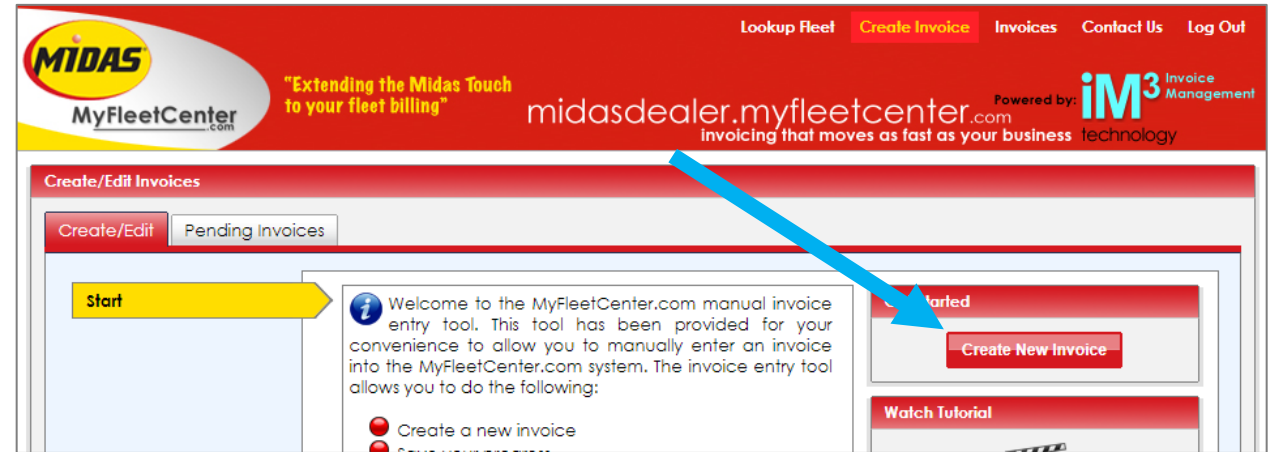 Lookup Fleet Create Invoice Invoices Contact Us Log Out
MIDAS
MyFleetCenter
.com
"Extending the Midas Touch
to your fleet billing"
midasdealer.myfleetcenter.com
invoicing that moves as fast as your business
Powered by:
iM3 Invoice
Management
technology
Create/Edit Invoices
Create/Edit Pending Invoices
Start
i
Welcome to the MyFleetCenter.com manual invoice
entry tool. This tool has been provided for your
convenience to allow you to manually enter an invoice
into the MyFleetCenter.com system. The invoice entry tool
allows you to do the following:
Create a new invoice
Save your progress
Started
Create New Invoice
Watch Tutorial